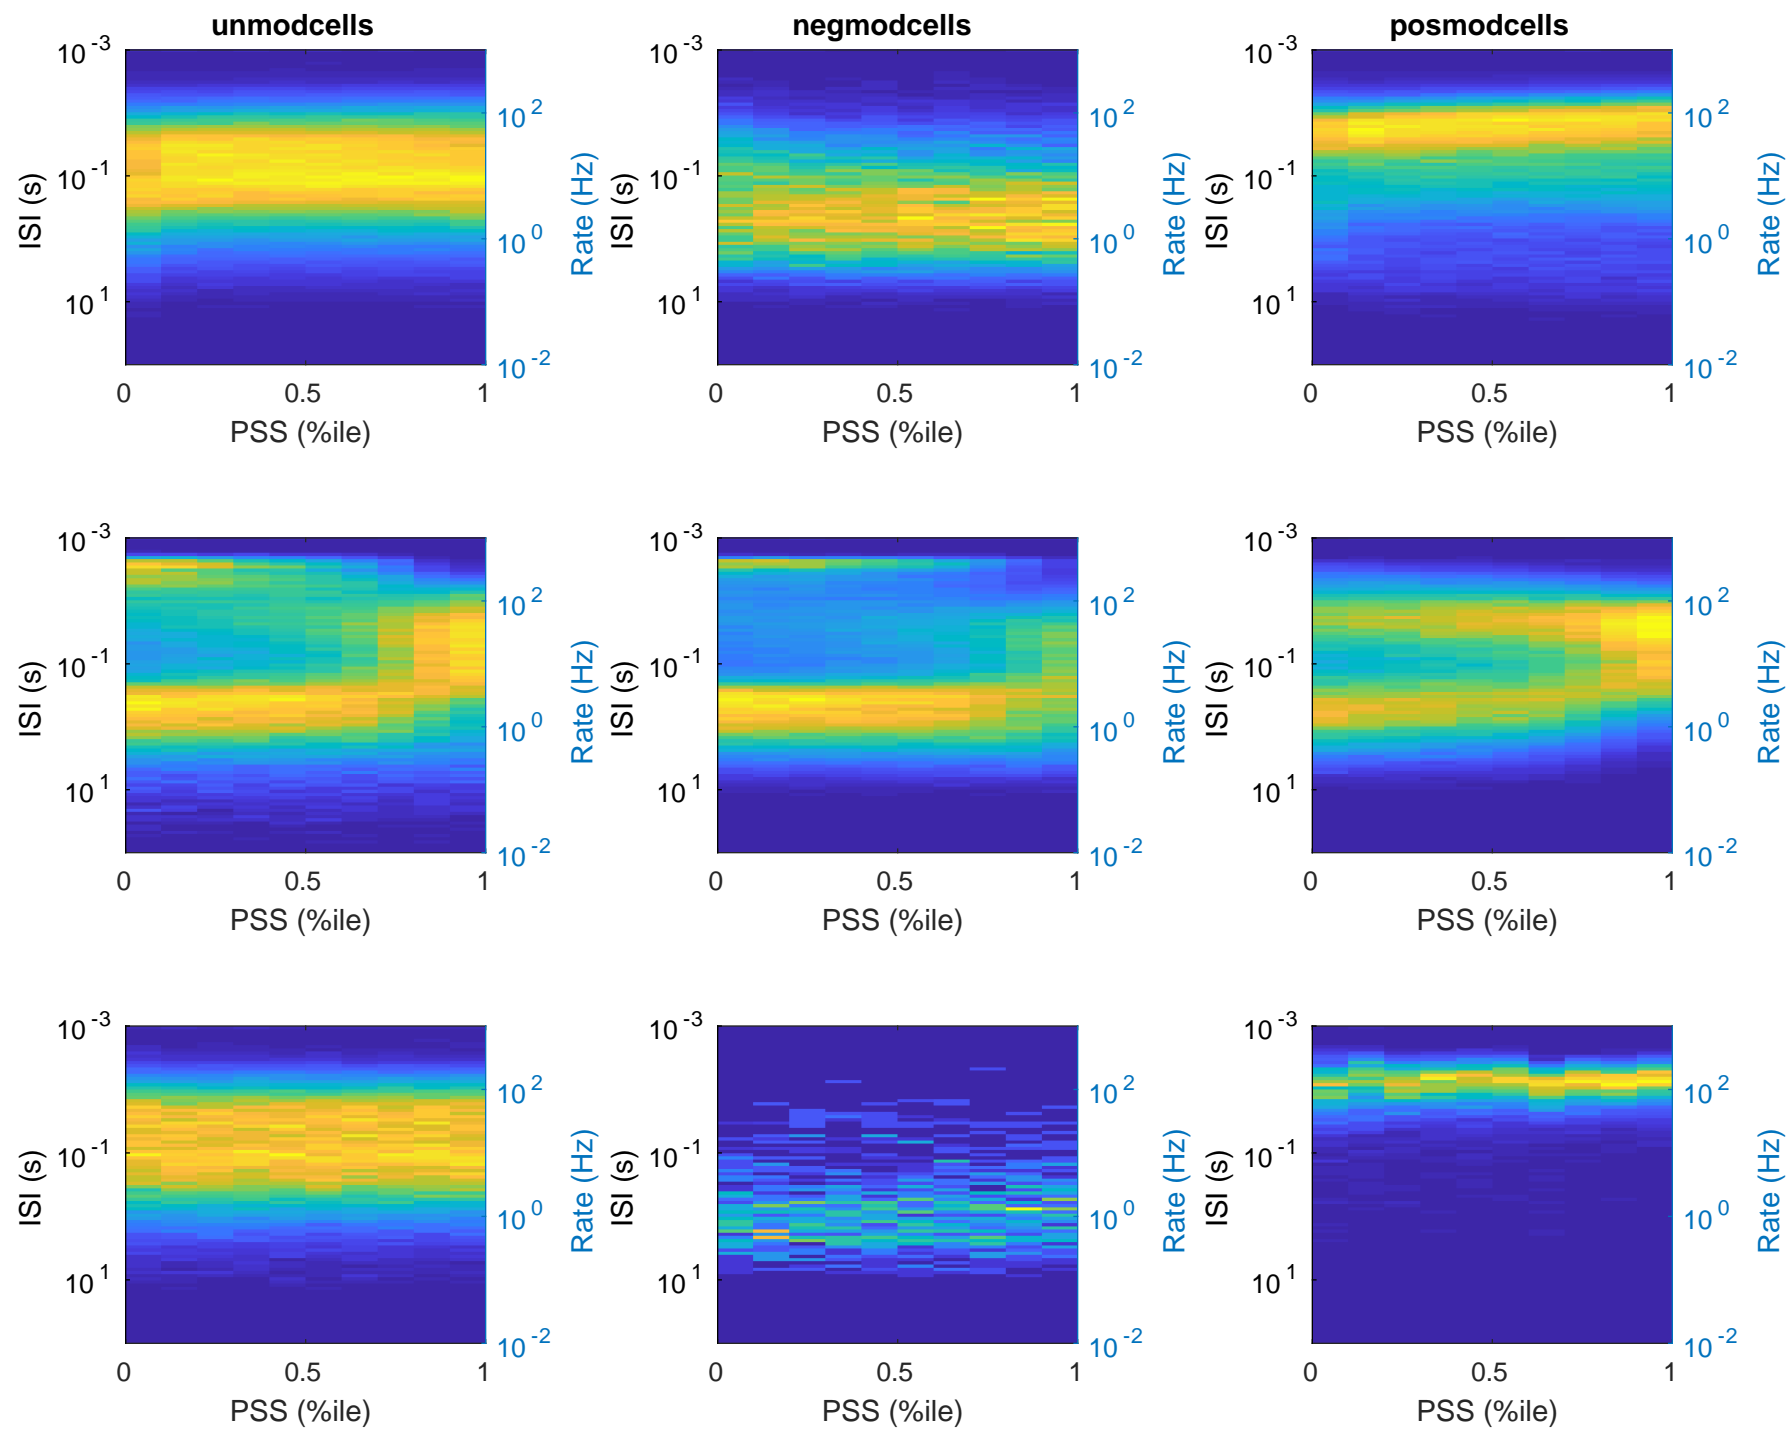 unmodcells negmodcells posmodcells
10^-3 10^-3 10^-3
10^2 10^2 10^2
10^-1 10^-1 10^-1
ISI (s) Rate (Hz) ISI (s) Rate (Hz) ISI (s) Rate (Hz)
10^0 10^0 10^0
10^1 10^1 10^1
10^-2 10^-2 10^-2
0 0.5 1 0 0.5 1 0 0.5 1
PSS (%ile) PSS (%ile) PSS (%ile)
10^-3 10^-3 10^-3
10^2 10^2 10^2
10^-1 10^-1 10^-1
ISI (s) Rate (Hz) ISI (s) Rate (Hz) ISI (s) Rate (Hz)
10^0 10^0 10^0
10^1 10^1 10^1
10^-2 10^-2 10^-2
0 0.5 1 0 0.5 1 0 0.5 1
PSS (%ile) PSS (%ile) PSS (%ile)
10^-3 10^-3 10^-3
10^2 10^2 10^2
10^-1 10^-1 10^-1
ISI (s) Rate (Hz) ISI (s) Rate (Hz) ISI (s) Rate (Hz)
10^0 10^0 10^0
10^1 10^1 10^1
10^-2 10^-2 10^-2
0 0.5 1 0 0.5 1 0 0.5 1
PSS (%ile) PSS (%ile) PSS (%ile)